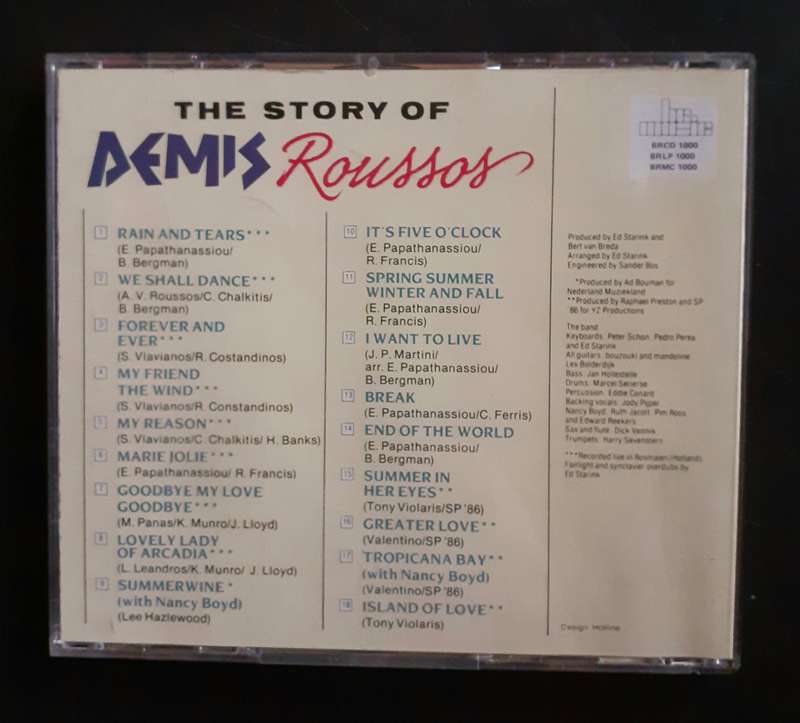 THE STORY OF
DEMIS Roussos
1 RAIN AND TEARS***
(E. Papathanassiou/
B. Bergman)
2 WE SHALL DANCE***
(A. V. Roussos/C. Chalkitis/
B. Bergman)
3 FOREVER AND
EVER***
(S. Vlavianos/R. Costandinos)
4 MY FRIEND
THE WIND***
(S. Vlavianos/R. Constandinos)
5 MY REASON***
(S. Vlavianos/C. Chalkitis/ H. Banks)
6 MARIE JOLIE***
(E. Papathanassiou/ R. Francis)
7 GOODBYE MY LOVE
GOODBYE***
(M. Panas/K. Munro/J. Lloyd)
8 LOVELY LADY
OF ARCADIA***
(L. Leandros/K. Munro/ J. Lloyd)
9 SUMMERWINE*
(with Nancy Boyd)
(Lee Hazlewood)
10 IT'S FIVE O'CLOCK
(E. Papathanassiou/
R. Francis)
11 SPRING SUMMER
WINTER AND FALL
(E. Papathanassiou/
R. Francis)
12 I WANT TO LIVE
(J. P. Martini/
arr. E. Papathanassiou/
B. Bergman)
13 BREAK
(E. Papathanassiou/C. Ferris)
14 END OF THE WORLD
(E. Papathanassiou/
B. Bergman)
15 SUMMER IN
HER EYES**
(Tony Violaris/SP '86)
16 GREATER LOVE**
(Valentino/SP '86)
17 TROPICANA BAY**
(with Nancy Boyd)
(Valentino/SP '86)
18 ISLAND OF LOVE**
(Tony Violaris)
br
music
BRCD 1000
BRLP 1000
BRMC 1000
Produced by Ed Starink and
Bert van Breda
Arranged by Ed Starink
Engineered by Sander Bos
*Produced by Ad Bouman for
Nederland Muziekland
**Produced by Raphael Preston and SP
'86 for YZ Productions
The band
Keyboards: Peter Schon, Pedro Perea
and Ed Starink
All guitars, bouzouki and mandoline
Lex Bolderdijk
Bass: Jan Hollestelle
Drums: Marcel Serierse
Percussion: Eddie Conard
Backing vocals: Jody Pijper
Nancy Boyd, Ruth Jacott, Pim Roos
and Edward Reekers
Sax and flute: Dick Vennik
Trumpets: Harry Sevenstern
***Recorded live in Rosmalen/Holland.
Fairlight and synclavier overdubs by
Ed Starink
Design: Hotline